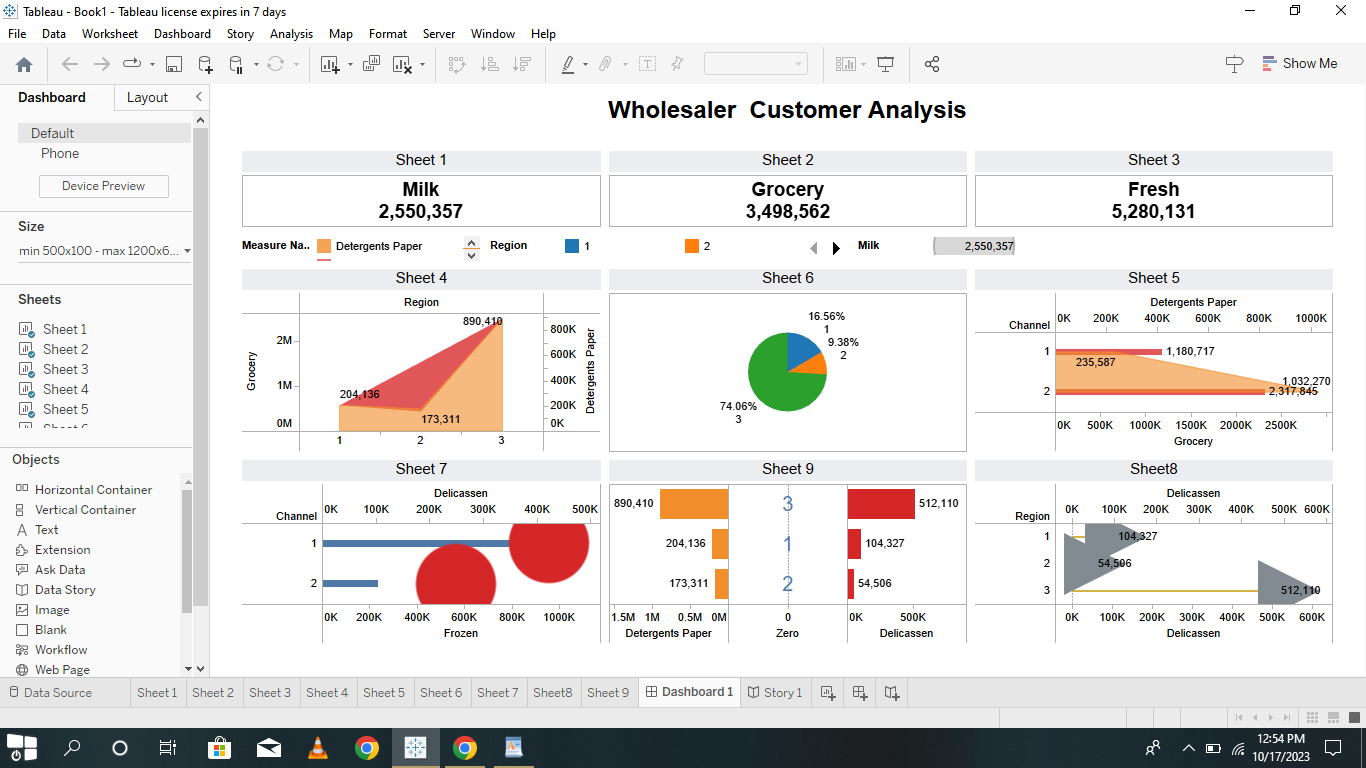 Tableau - Book1 - Tableau license expires in 7 days
File Data Worksheet Dashboard Story Analysis Map Format Server Window Help
Show Me
Dashboard Layout
Default
Phone
Device Preview
Size
min 500x100 - max 1200x6...
Sheets
Sheet 1
Sheet 2
Sheet 3
Sheet 4
Sheet 5
Objects
Horizontal Container
Vertical Container
Text
Extension
Ask Data
Data Story
Image
Blank
Workflow
Web Page
Wholesaler Customer Analysis
Sheet 1
Milk
2,550,357
Sheet 2
Grocery
3,498,562
Sheet 3
Fresh
5,280,131
Measure Na.. Detergents Paper Region 1 2 Milk 2,550,357
Sheet 4
Region
Grocery
2M
1M
0M
890,410
204,136
173,311
800K
600K
400K
200K
0K
Detergents Paper
1 2 3
Sheet 6
16.56%
1
9.38%
2
74.06%
3
Sheet 5
Detergents Paper
Channel 0K 200K 400K 600K 800K 1000K
1 1,180,717
235,587
1,032,270
2 2,317,845
0K 500K 1000K 1500K 2000K 2500K
Grocery
Sheet 7
Delicassen
Channel 0K 100K 200K 300K 400K 500K
1
2
0K 200K 400K 600K 800K 1000K
Frozen
Sheet 9
890,410 3 512,110
204,136 1 104,327
173,311 2 54,506
1.5M 1M 0.5M 0M 0 0K 500K
Detergents Paper Zero Delicassen
Sheet8
Delicassen
Region 0K 100K 200K 300K 400K 500K 600K
1 104,327
2 54,506
3 512,110
0K 100K 200K 300K 400K 500K 600K
Delicassen
Data Source Sheet 1 Sheet 2 Sheet 3 Sheet 4 Sheet 5 Sheet 6 Sheet 7 Sheet8 Sheet 9 Dashboard 1 Story 1
12:54 PM
10/17/2023